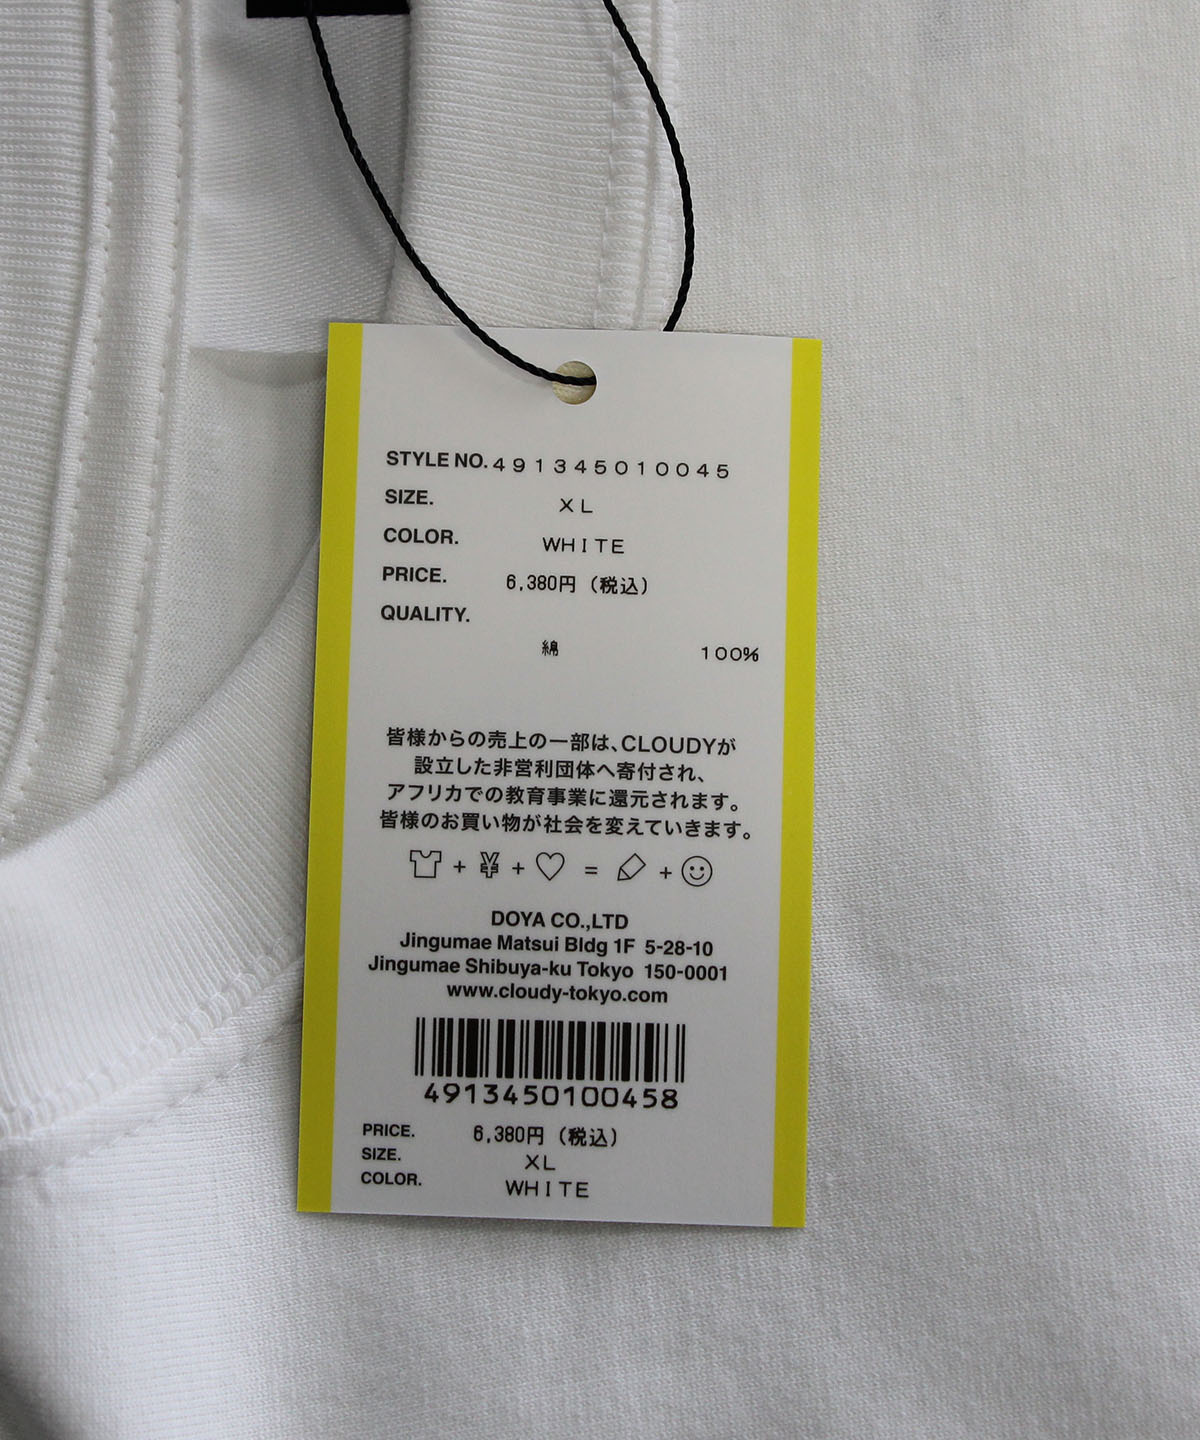 STYLE NO. 491345010045
SIZE. XL
COLOR. WHITE
PRICE. 6,380円(税込)
QUALITY.
綿 100%
皆様からの売上の一部は、CLOUDYが
設立した非営利団体へ寄付され、
アフリカでの教育事業に還元されます。
皆様のお買い物が社会を変えていきます。
+ ¥ + = +
DOYA CO.,LTD
Jingumae Matsui Bldg 1F 5-28-10
Jingumae Shibuya-ku Tokyo 150-0001
www.cloudy-tokyo.com
4913450100458
PRICE. 6,380円(税込)
SIZE. XL
COLOR. WHITE